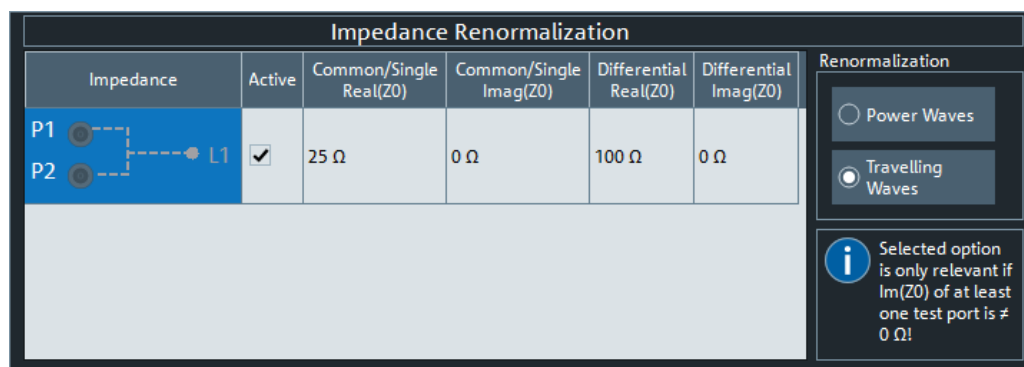 Impedance Renormalization
Impedance
Active
Common/Single
Real(Z0)
Common/Single
Imag(Z0)
Differential
Real(Z0)
Differential
Imag(Z0)
P1
P2
L1
25 Ω
0 Ω
100 Ω
0 Ω
Renormalization
Power Waves
Travelling
Waves
i
Selected option
is only relevant if
Im(Z0) of at least
one test port is ≠
0 Ω!